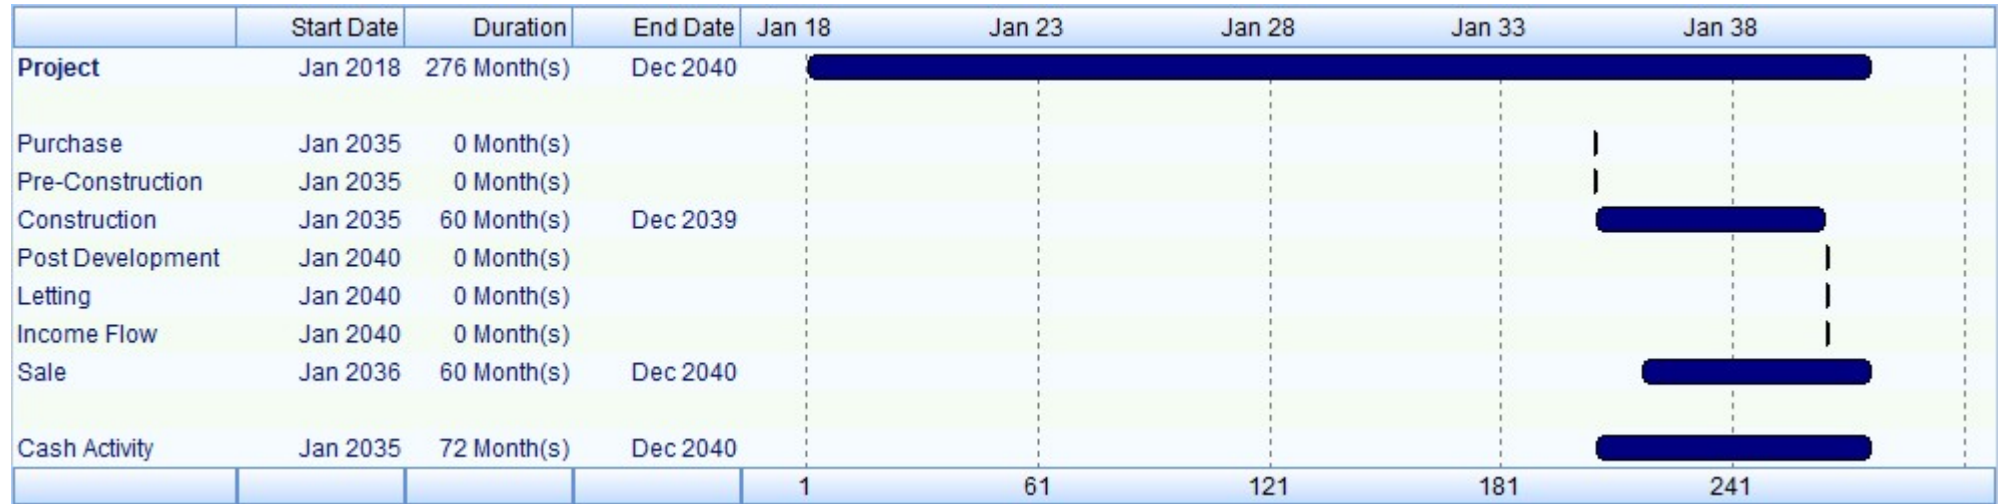 Start Date Duration End Date Jan 18 Jan 23 Jan 28 Jan 33 Jan 38
Project Jan 2018 276 Month(s) Dec 2040
Purchase Jan 2035 0 Month(s)
Pre-Construction Jan 2035 0 Month(s)
Construction Jan 2035 60 Month(s) Dec 2039
Post Development Jan 2040 0 Month(s)
Letting Jan 2040 0 Month(s)
Income Flow Jan 2040 0 Month(s)
Sale Jan 2036 60 Month(s) Dec 2040
Cash Activity Jan 2035 72 Month(s) Dec 2040
1 61 121 181 241